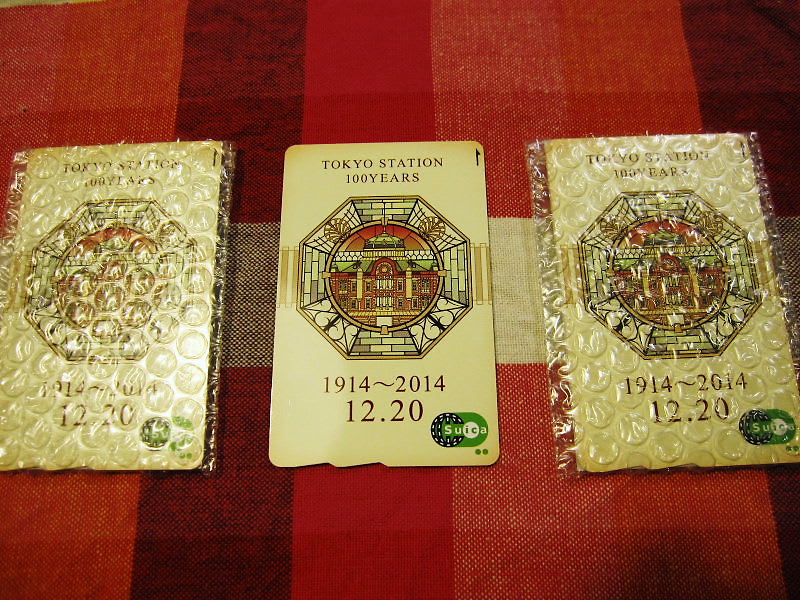 TOKYO STATION
100YEARS
1914～2014
12.20
Suica
TOKYO STATION
100YEARS
1914～2014
12.20
Suica
TOKYO STATION
100YEARS
1914～2014
12.20
Suica